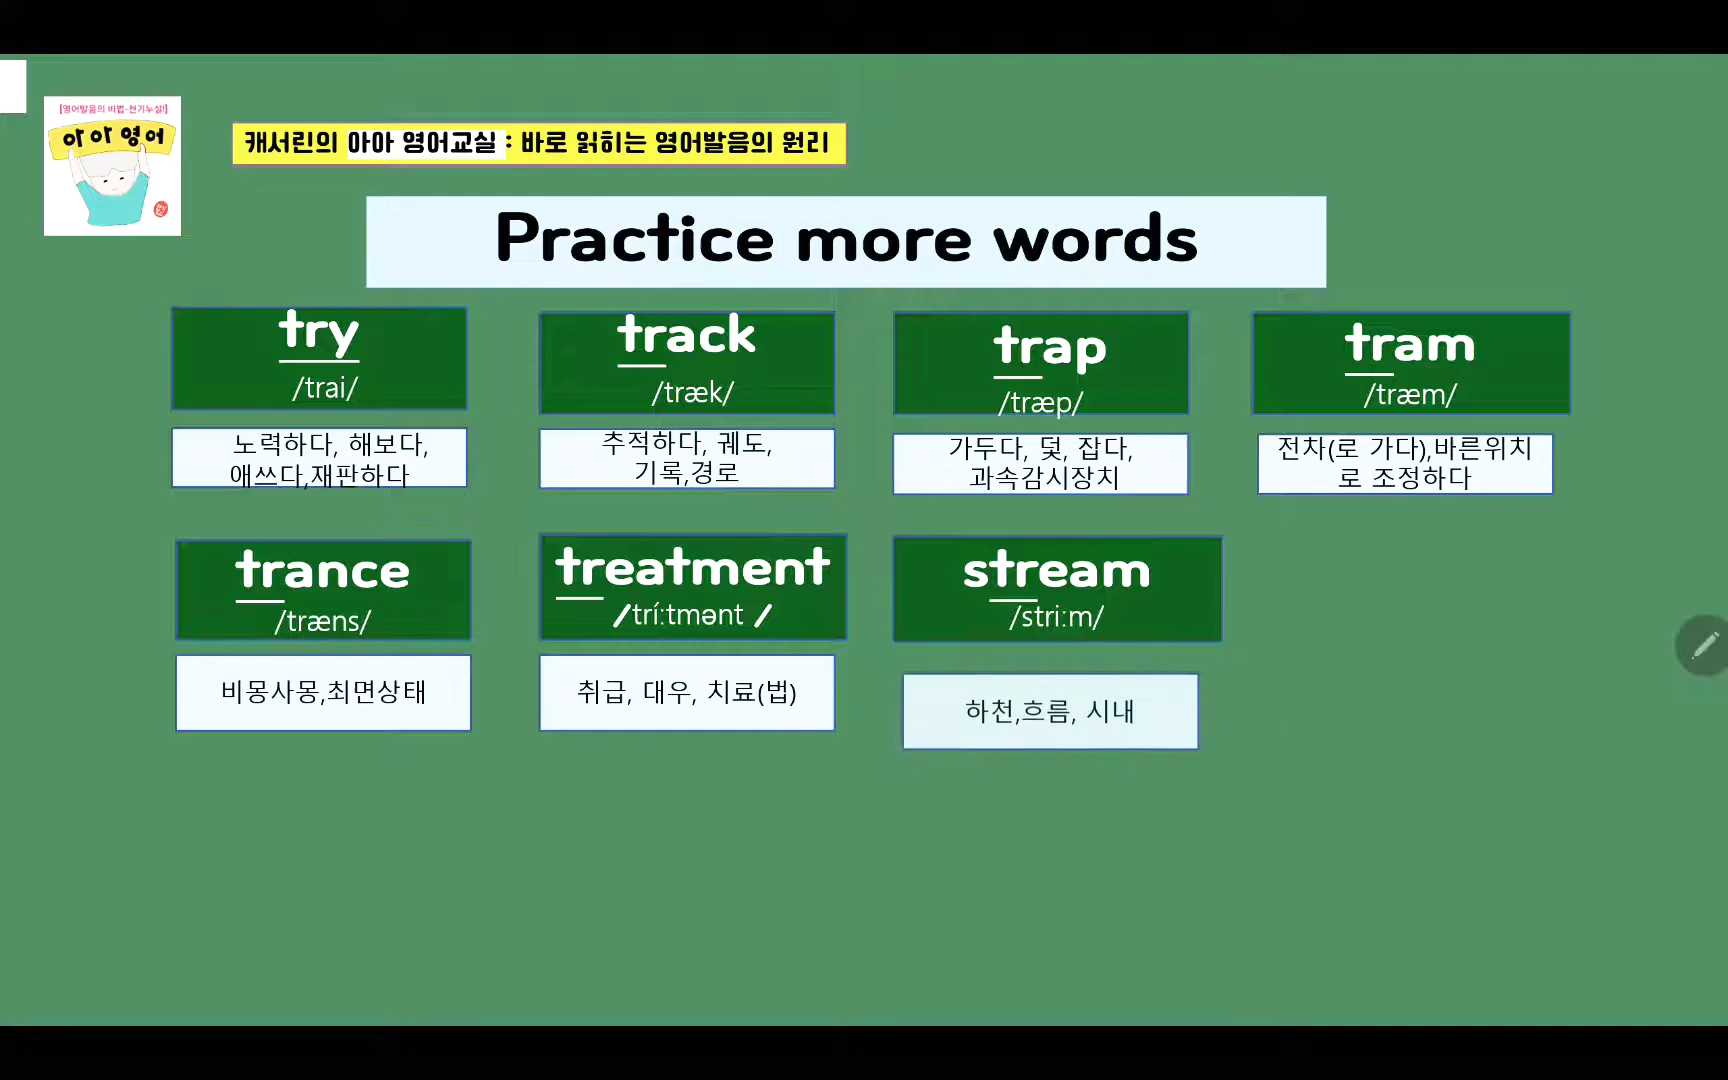 [영어발음의 비법-천기누설!]
아아 영어
캐서린의 아아 영어교실 : 바로 읽히는 영어발음의 원리
Practice more words
try
/trai/
노력하다, 해보다,
애쓰다,재판하다
track
/træk/
추적하다, 궤도,
기록,경로
trap
/træp/
가두다, 덫, 잡다,
과속감시장치
tram
/træm/
전차(로 가다),바른위치
로 조정하다
trance
/træns/
비몽사몽,최면상태
treatment
/trí:tmənt /
취급, 대우, 치료(법)
stream
/stri:m/
하천,흐름, 시내